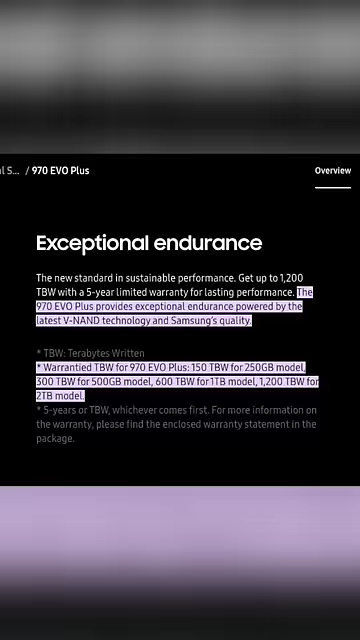 al S... / 970 EVO Plus
Overview
Exceptional endurance
The new standard in sustainable performance. Get up to 1,200
TBW with a 5-year limited warranty for lasting performance. The
970 EVO Plus provides exceptional endurance powered by the
latest V-NAND technology and Samsung's quality.
* TBW: Terabytes Written
* Warrantied TBW for 970 EVO Plus: 150 TBW for 250GB model,
300 TBW for 500GB model, 600 TBW for 1TB model, 1,200 TBW for
2TB model.
* 5-years or TBW, whichever comes first. For more information on
the warranty, please find the enclosed warranty statement in the
package.